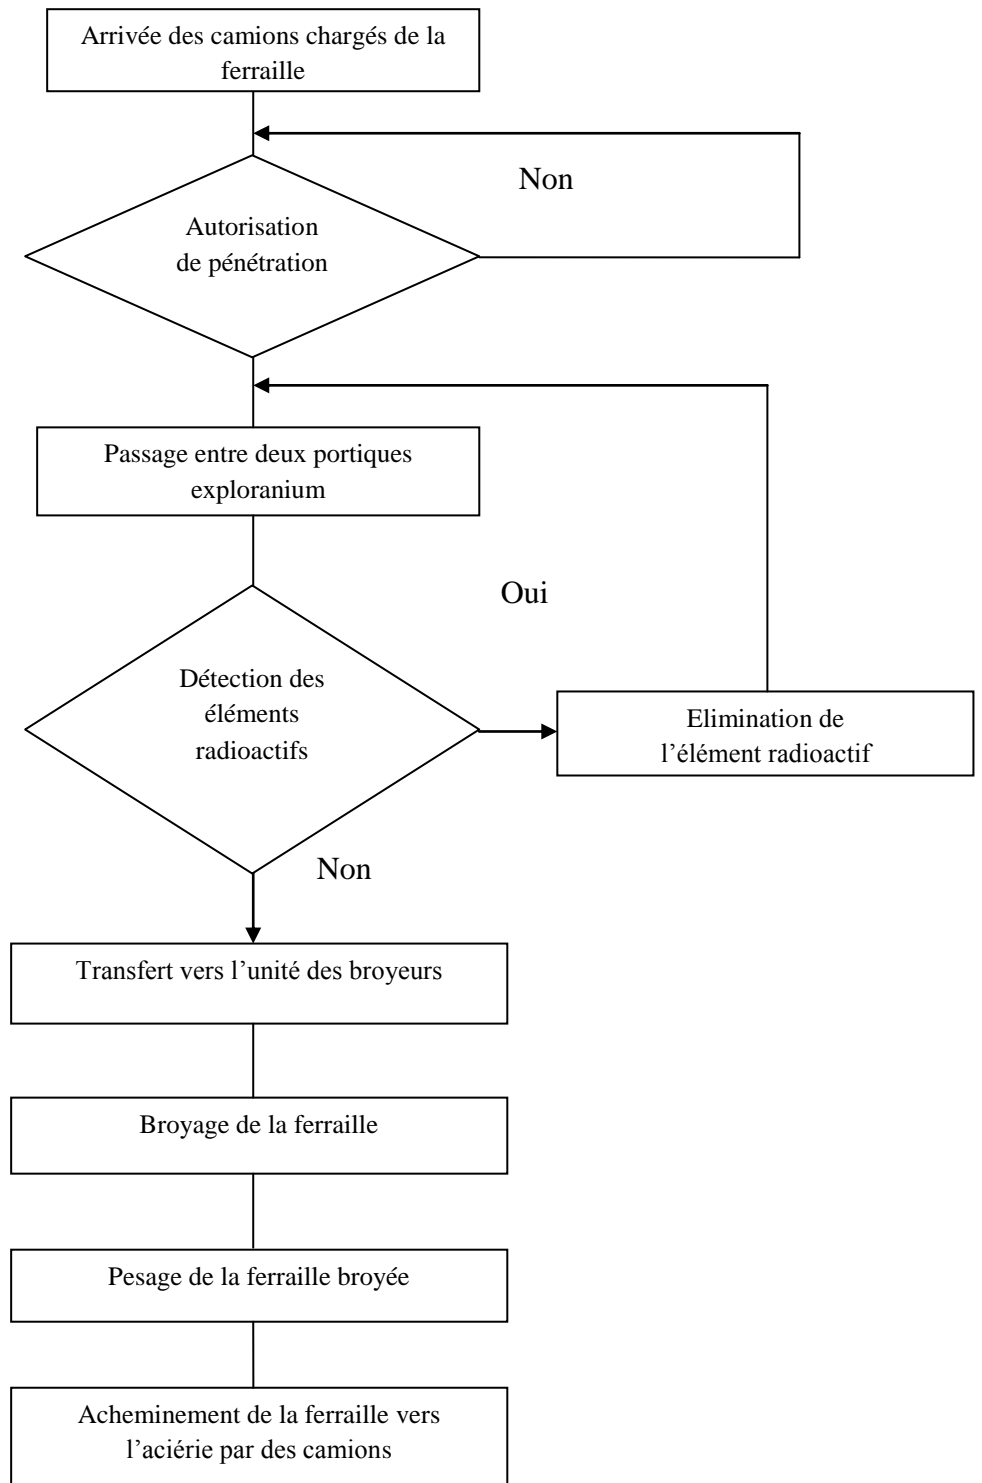 Arrivée des camions chargés de la
ferraille
Non
Autorisation
de pénétration
Passage entre deux portiques
exploranium
Oui
Détection des
éléments
radioactifs
Elimination de
l’élément radioactif
Non
Transfert vers l’unité des broyeurs
Broyage de la ferraille
Pesage de la ferraille broyée
Acheminement de la ferraille vers
l’aciérie par des camions